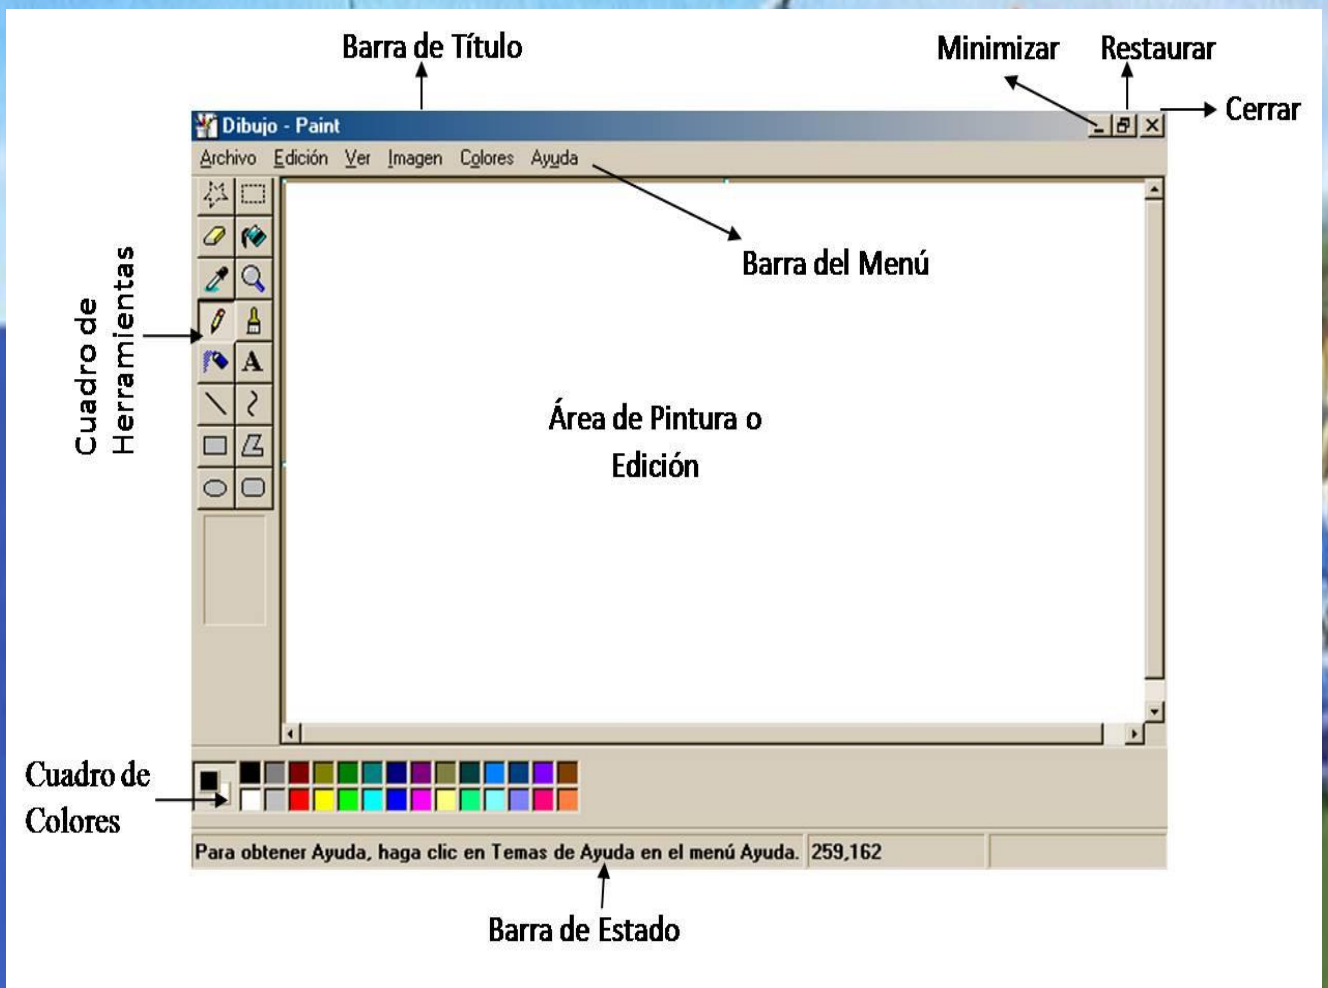 Barra de Título
Minimizar
Restaurar
Cerrar
Dibujo - Paint
Archivo Edición Ver Imagen Colores Ayuda
Barra del Menú
Cuadro de
Herramientas
A
Área de Pintura o
Edición
Cuadro de
Colores
Para obtener Ayuda, haga clic en Temas de Ayuda en el menú Ayuda. 259,162
Barra de Estado